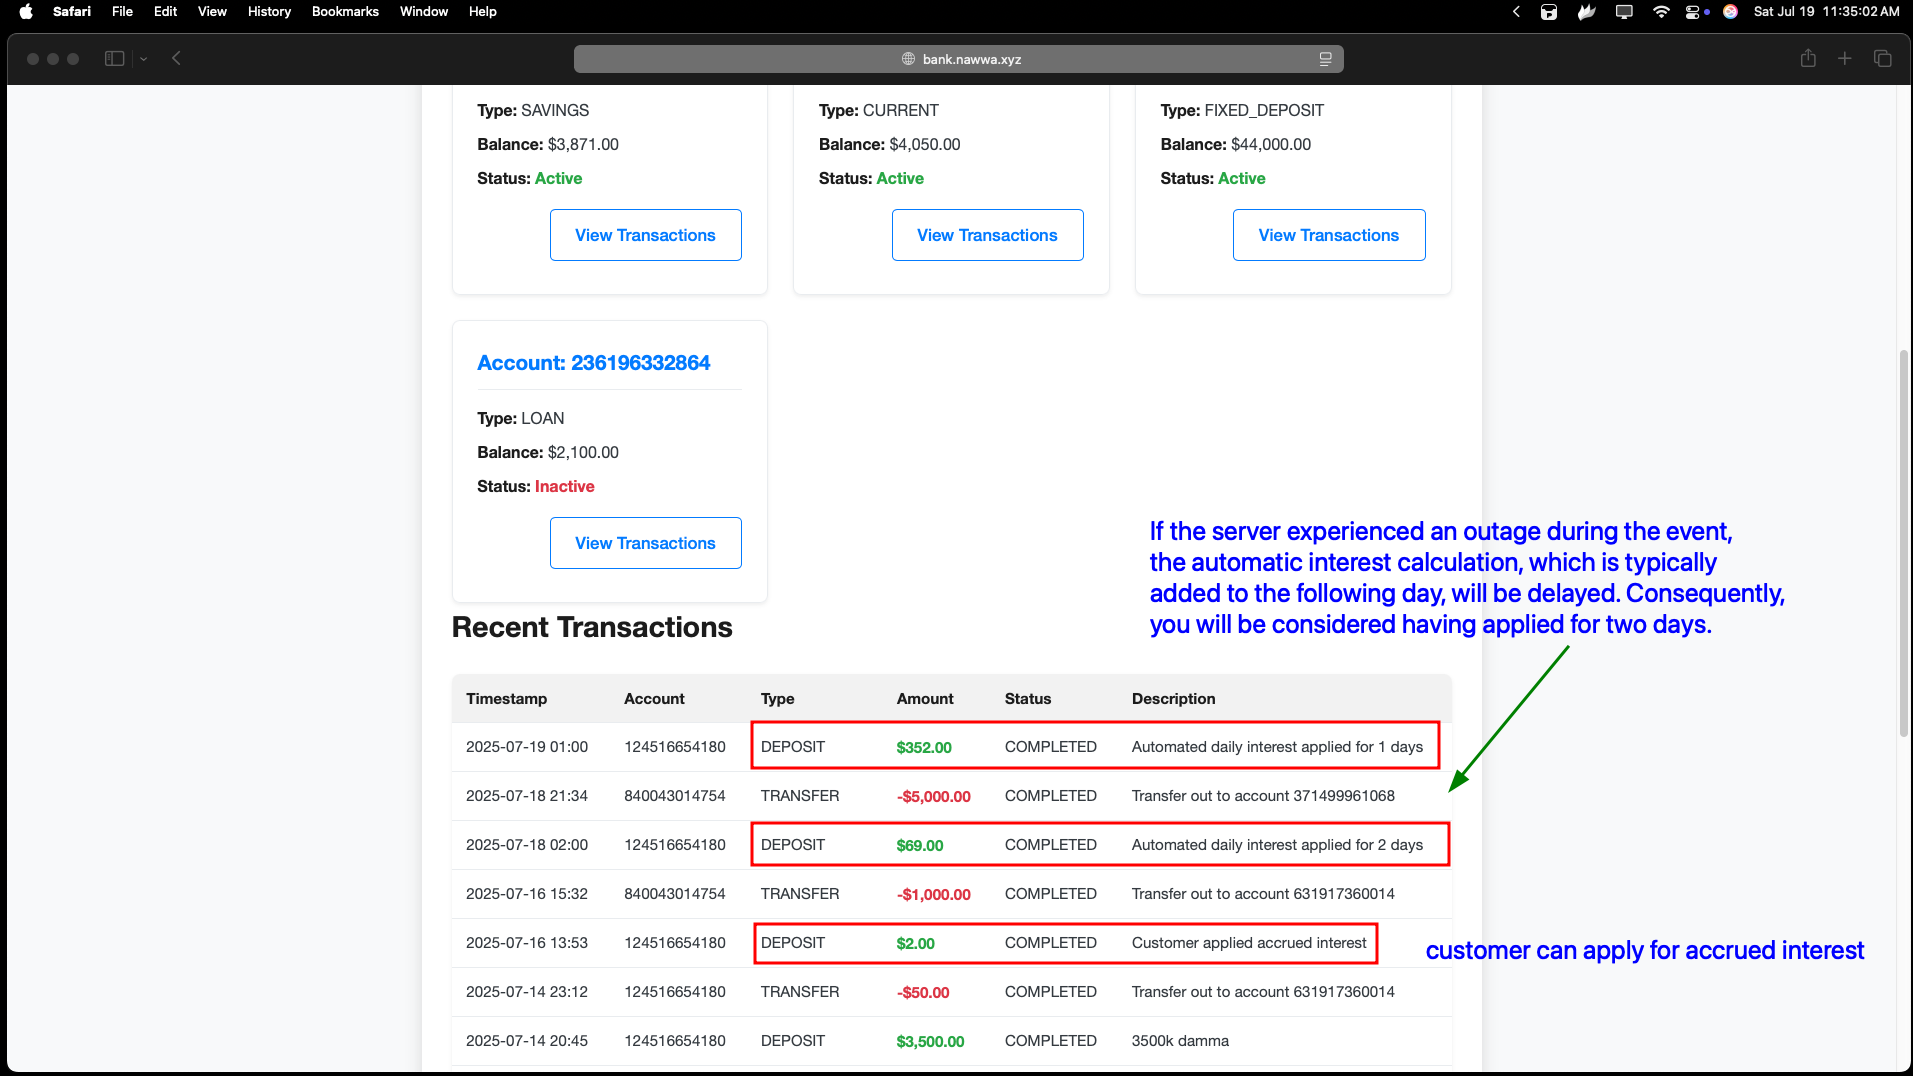 Safari File Edit View History Bookmarks Window Help Sat Jul 19 11:35:02 AM
bank.nawwa.xyz
Type: SAVINGS
Balance: $3,871.00
Status: Active
View Transactions
Type: CURRENT
Balance: $4,050.00
Status: Active
View Transactions
Type: FIXED_DEPOSIT
Balance: $44,000.00
Status: Active
View Transactions
Account: 236196332864
Type: LOAN
Balance: $2,100.00
Status: Inactive
View Transactions
If the server experienced an outage during the event,
the automatic interest calculation, which is typically
added to the following day, will be delayed. Consequently,
you will be considered having applied for two days.
Recent Transactions
Timestamp Account Type Amount Status Description
2025-07-19 01:00 124516654180 DEPOSIT $352.00 COMPLETED Automated daily interest applied for 1 days
2025-07-18 21:34 840043014754 TRANSFER -$5,000.00 COMPLETED Transfer out to account 371499961068
2025-07-18 02:00 124516654180 DEPOSIT $69.00 COMPLETED Automated daily interest applied for 2 days
2025-07-16 15:32 840043014754 TRANSFER -$1,000.00 COMPLETED Transfer out to account 631917360014
2025-07-16 13:53 124516654180 DEPOSIT $2.00 COMPLETED Customer applied accrued interest
customer can apply for accrued interest
2025-07-14 23:12 124516654180 TRANSFER -$50.00 COMPLETED Transfer out to account 631917360014
2025-07-14 20:45 124516654180 DEPOSIT $3,500.00 COMPLETED 3500k damma